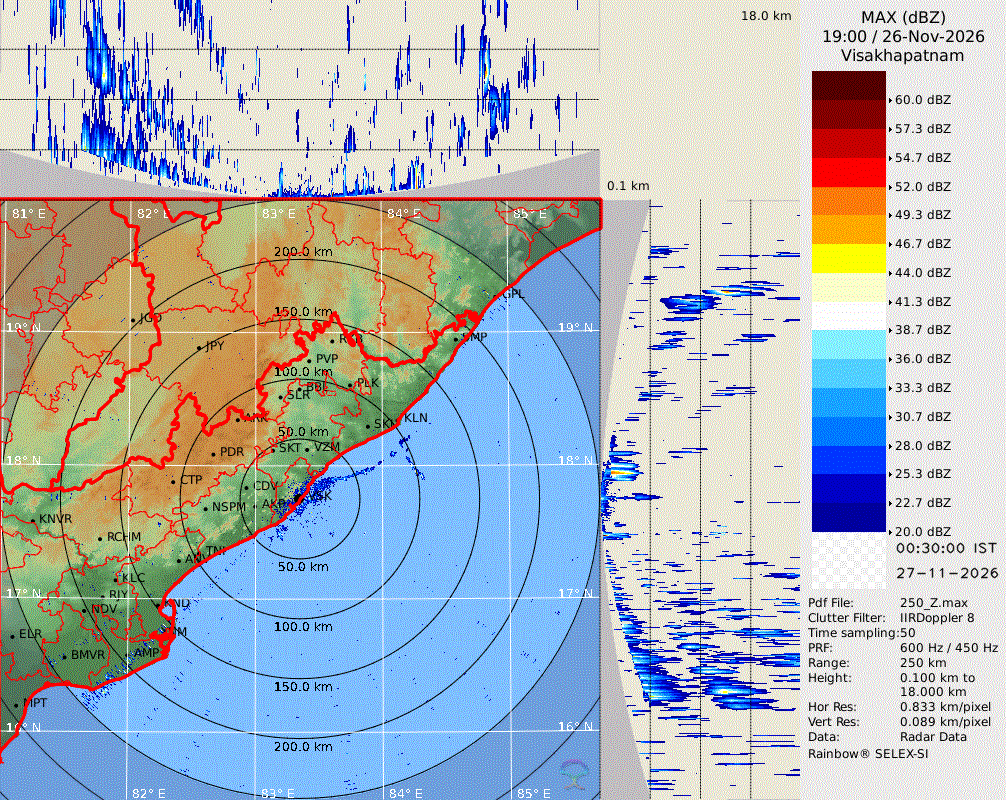 18.0 km
0.1 km
MAX (dBZ)
19:00 / 26-Nov-2026
Visakhapatnam
60.0 dBZ
57.3 dBZ
54.7 dBZ
52.0 dBZ
49.3 dBZ
46.7 dBZ
44.0 dBZ
41.3 dBZ
38.7 dBZ
36.0 dBZ
33.3 dBZ
30.7 dBZ
28.0 dBZ
25.3 dBZ
22.7 dBZ
20.0 dBZ
00:30:00 IST
27-11-2026
Pdf File: 250_Z.max
Clutter Filter: IIRDoppler 8
Time sampling:50
PRF: 600 Hz / 450 Hz
Range: 250 km
Height: 0.100 km to
18.000 km
Hor Res: 0.833 km/pixel
Vert Res: 0.089 km/pixel
Data: Radar Data
Rainbow® SELEX-SI
81° E 82° E 83° E 84° E 85° E
200.0 km
GPL
150.0 km
JGD
19° N 19° N
SMP
JPY
PVP
100.0 km
BBL PLK
SLR
KLN
50.0 km
SKT VZM
PDR
18° N 18° N
CTP
CDV
NSPM
KNVR
RCHM
TNI
50.0 km
KLC
RJY
17° N 17° N
NDV
KND
100.0 km
ELR
BMVR AMP
150.0 km
MPT
16° N 16° N
200.0 km
82° E 83° E 84° E 85° E